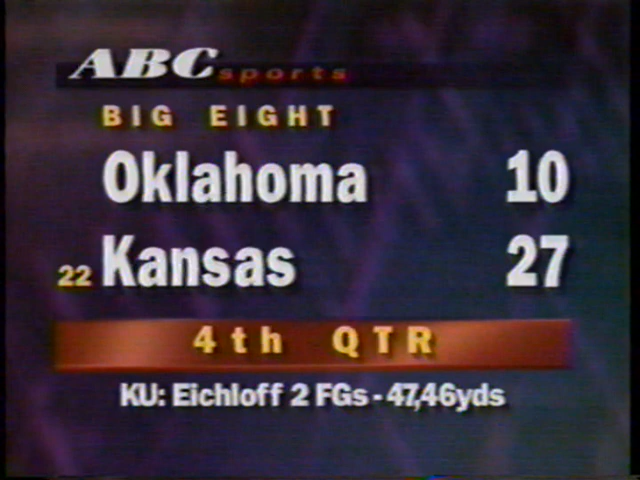 ABC sports
BIG EIGHT
Oklahoma 10
22 Kansas 27
4th QTR
KU: Eichloff 2 FGs - 47,46yds